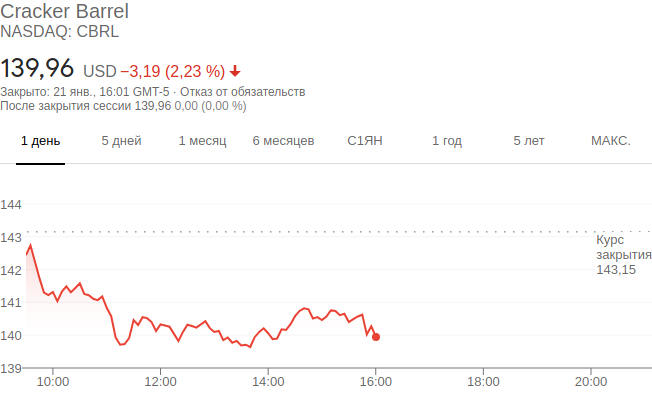 Cracker Barrel
NASDAQ: CBRL
139,96 USD −3,19 (2,23 %)
Закрыто: 21 янв., 16:01 GMT-5 · Отказ от обязательств
После закрытия сессии 139,96 0,00 (0,00 %)
1 день 5 дней 1 месяц 6 месяцев С1ЯН 1 год 5 лет МАКС.
144
143
Курс
закрытия
143,15
142
141
140
139
10:00 12:00 14:00 16:00 18:00 20:00